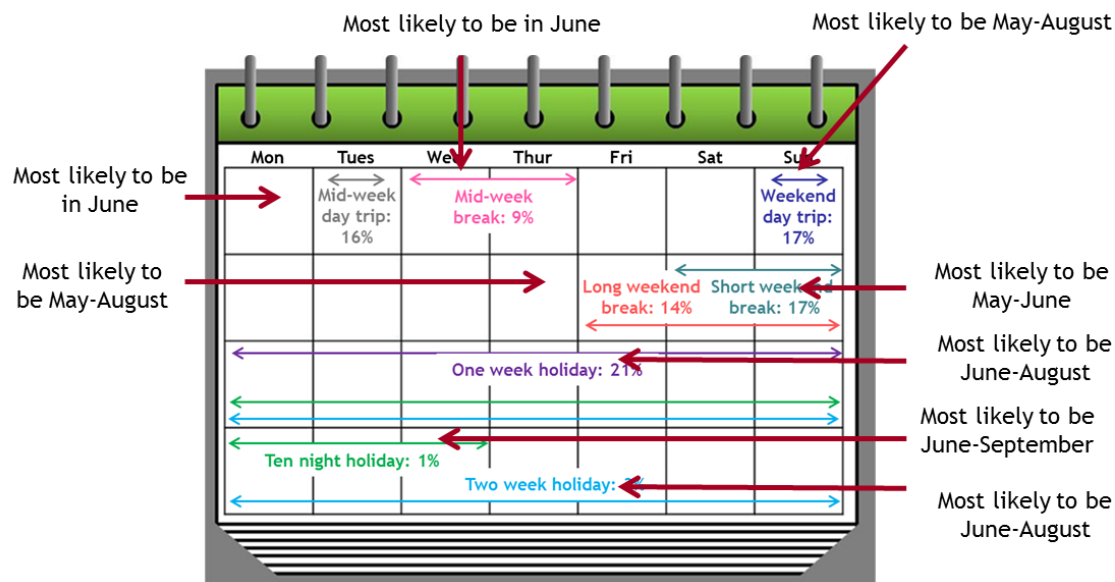 Most likely to be in June
Most likely to be May-August
Mon Tues Wed Thur Fri Sat Sun
Most likely to be
in June
Mid-week
day trip:
16%
Mid-week
break: 9%
Weekend
day trip:
17%
Most likely to
be May-August
Long weekend
break: 14%
Short weekend
break: 17%
Most likely to be
May-June
One week holiday: 21%
Most likely to be
June-August
Most likely to be
June-September
Ten night holiday: 1%
Two week holiday:
Most likely to be
June-August